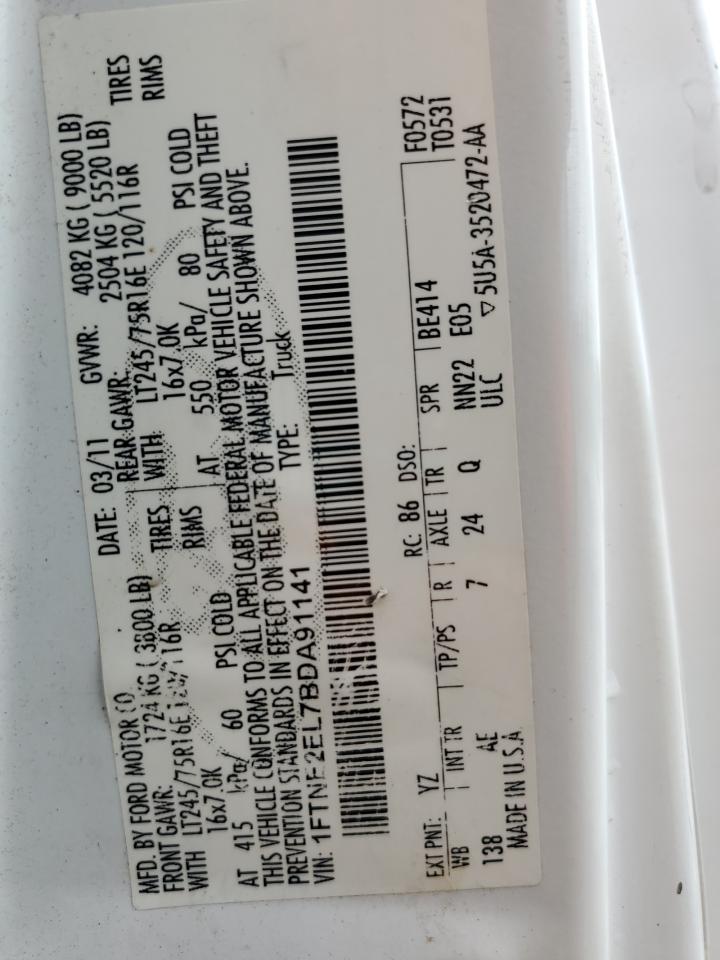 MFD. BY FORD MOTOR CO.
DATE: 03/11 GVWR: 4082 KG ( 9000 LB)
FRONT GAWR: 1724 KG ( 3800 LB) REAR GAWR: 2504 KG ( 5520 LB)
WITH LT245/75R16E 120/116R TIRES WITH LT245/75R16E 120/116R TIRES
16x7.0K RIMS 16x7.0K RIMS
AT 415 kPa/ 60 PSI COLD AT 550 kPa/ 80 PSI COLD
THIS VEHICLE CONFORMS TO ALL APPLICABLE FEDERAL MOTOR VEHICLE SAFETY AND THEFT
PREVENTION STANDARDS IN EFFECT ON THE DATE OF MANUFACTURE SHOWN ABOVE.
VIN: 1FTNE2EL7BDA91141 TYPE: Truck
F0572
T0531
EXT PNT: YZ RC: 86 DSO:
WB INT TR TP/PS R AXLE TR SPR BE414
138 AE 7 24 Q NN22 E05
ULC
MADE IN U.S.A. ▽5U5A-3520472-AA